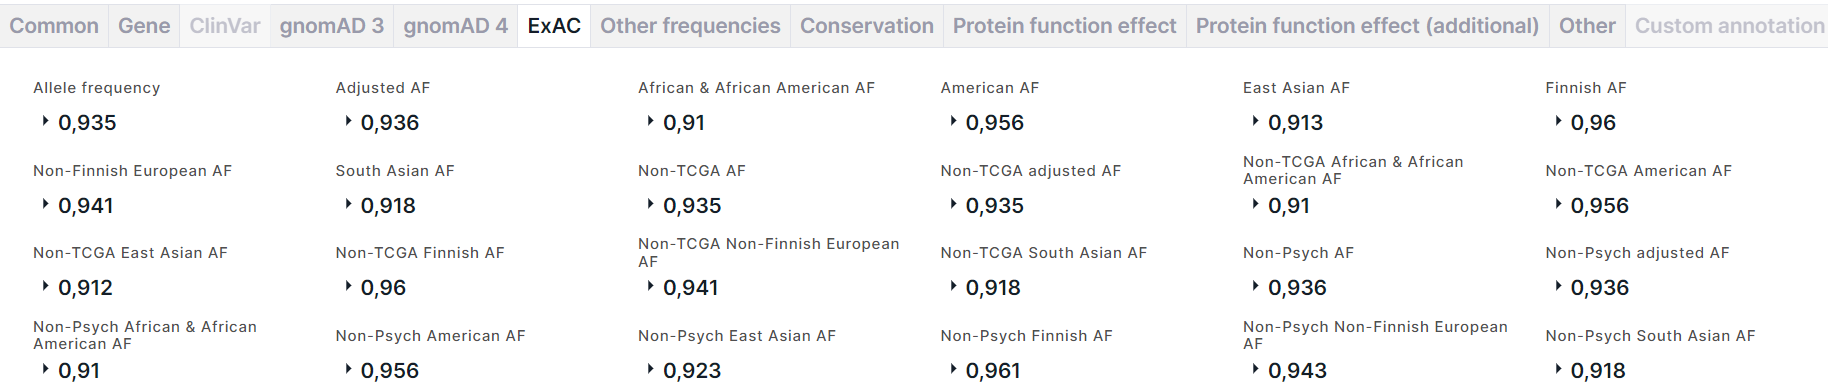 Common Gene ClinVar gnomAD 3 gnomAD 4 ExAC Other frequencies Conservation Protein function effect Protein function effect (additional) Other Custom annotation
Allele frequency Adjusted AF African & African American AF American AF East Asian AF Finnish AF
0,935 0,936 0,91 0,956 0,913 0,96
Non-Finnish European AF South Asian AF Non-TCGA AF Non-TCGA adjusted AF Non-TCGA African & African American AF Non-TCGA American AF
0,941 0,918 0,935 0,935 0,91 0,956
Non-TCGA East Asian AF Non-TCGA Finnish AF Non-TCGA Non-Finnish European AF Non-TCGA South Asian AF Non-Psych AF Non-Psych adjusted AF
0,912 0,96 0,941 0,918 0,936 0,936
Non-Psych African & African American AF Non-Psych American AF Non-Psych East Asian AF Non-Psych Finnish AF Non-Psych Non-Finnish European AF Non-Psych South Asian AF
0,91 0,956 0,923 0,961 0,943 0,918